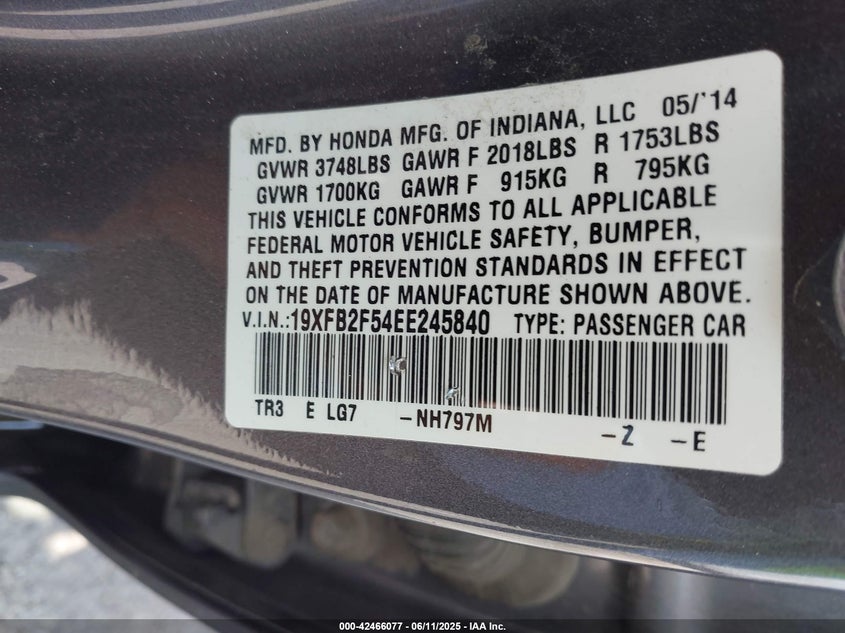 MFD. BY HONDA MFG. OF INDIANA, LLC 05/'14
GVWR 3748LBS GAWR F 2018LBS R 1753LBS
GVWR 1700KG GAWR F 915KG R 795KG
THIS VEHICLE CONFORMS TO ALL APPLICABLE
FEDERAL MOTOR VEHICLE SAFETY, BUMPER,
AND THEFT PREVENTION STANDARDS IN EFFECT
ON THE DATE OF MANUFACTURE SHOWN ABOVE.
V.I.N.:19XFB2F54EE245840 TYPE: PASSENGER CAR
TR3 E LG7 -NH797M -2 -E
000-42466077 - 06/11/2025 - IAA Inc.